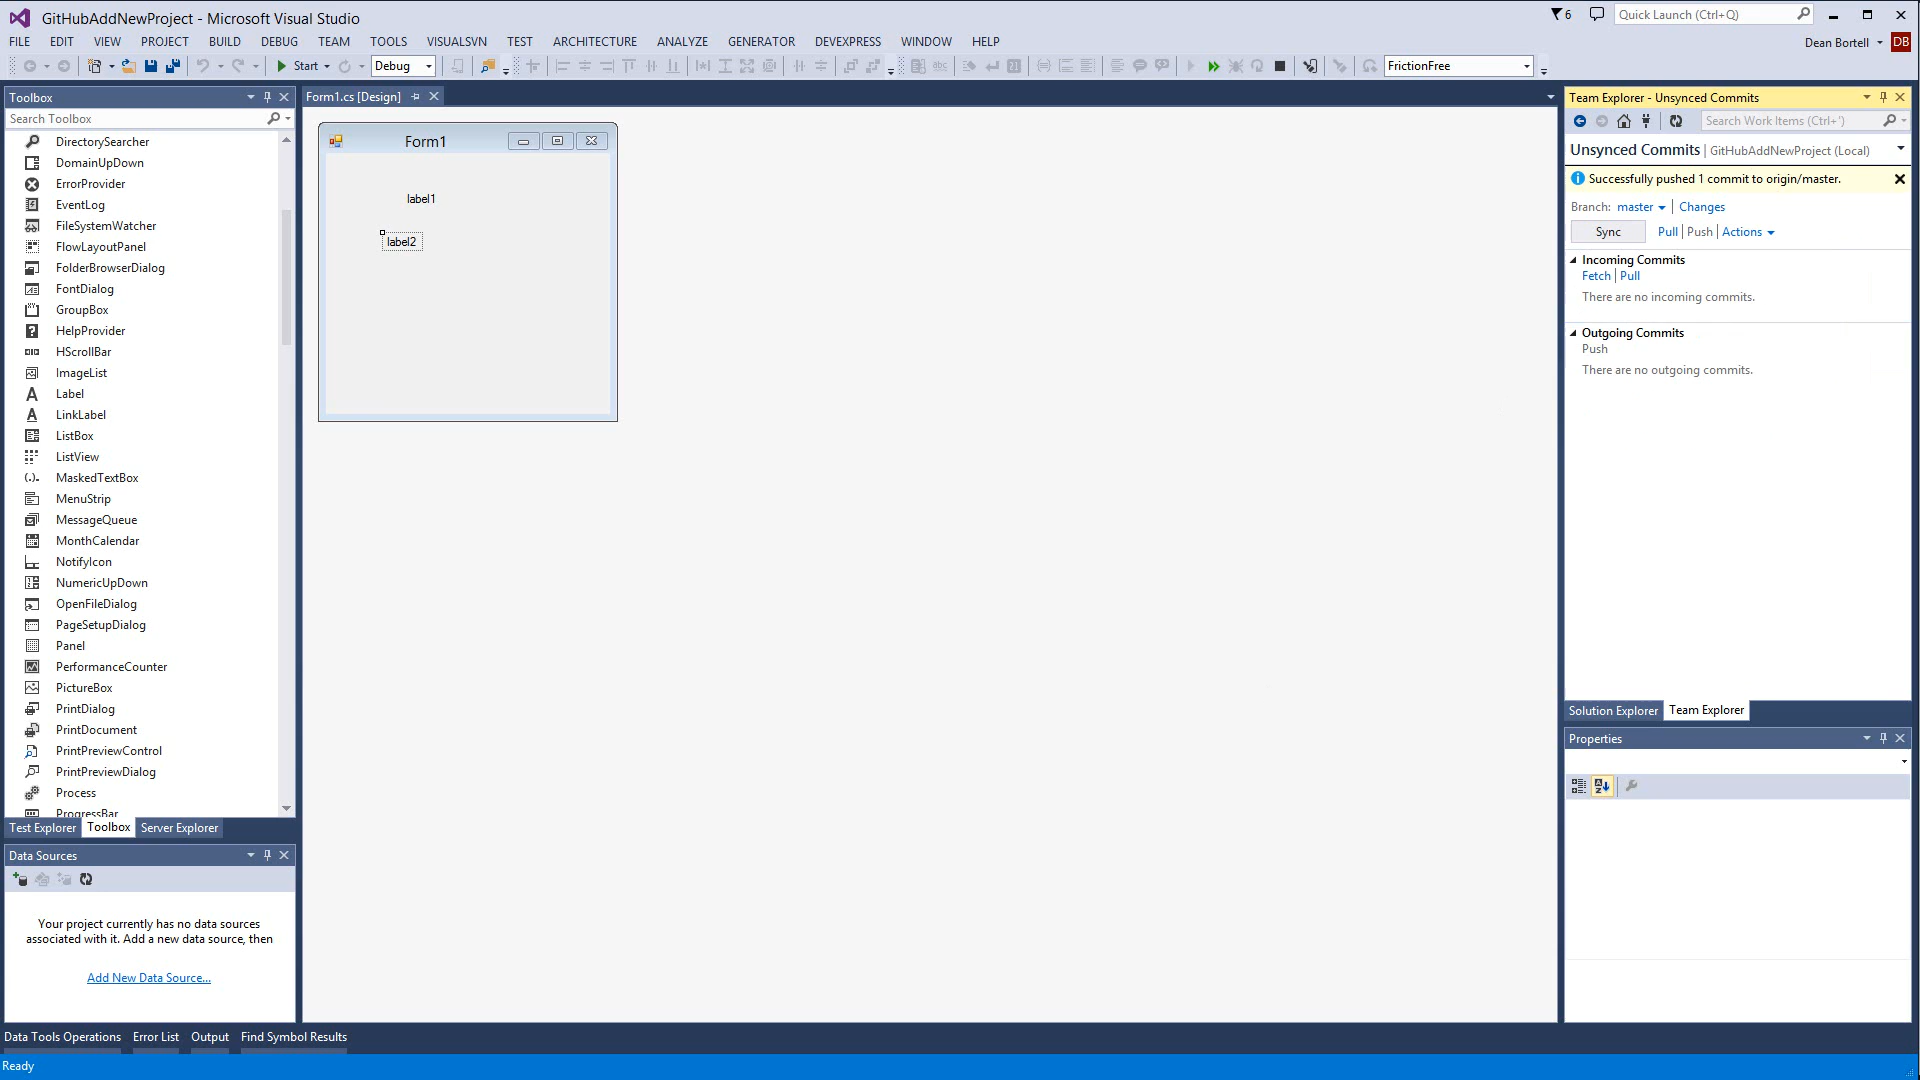 GitHubAddNewProject - Microsoft Visual Studio
6
Quick Launch (Ctrl+Q)
FILE EDIT VIEW PROJECT BUILD DEBUG TEAM TOOLS VISUALSVN TEST ARCHITECTURE ANALYZE GENERATOR DEVEXPRESS WINDOW HELP
Dean Bortell
DB
Start
Debug
FrictionFree
Toolbox
Search Toolbox
DirectorySearcher
DomainUpDown
ErrorProvider
EventLog
FileSystemWatcher
FlowLayoutPanel
FolderBrowserDialog
FontDialog
GroupBox
HelpProvider
HScrollBar
ImageList
Label
LinkLabel
ListBox
ListView
MaskedTextBox
MenuStrip
MessageQueue
MonthCalendar
NotifyIcon
NumericUpDown
OpenFileDialog
PageSetupDialog
Panel
PerformanceCounter
PictureBox
PrintDialog
PrintDocument
PrintPreviewControl
PrintPreviewDialog
Process
ProgressBar
Test Explorer Toolbox Server Explorer
Data Sources
Your project currently has no data sources
associated with it. Add a new data source, then
Add New Data Source...
Form1.cs [Design]
Form1
label1
label2
Team Explorer - Unsynced Commits
Search Work Items (Ctrl+')
Unsynced Commits | GitHubAddNewProject (Local)
Successfully pushed 1 commit to origin/master.
Branch: master | Changes
Sync Pull | Push | Actions
Incoming Commits
Fetch | Pull
There are no incoming commits.
Outgoing Commits
Push
There are no outgoing commits.
Solution Explorer Team Explorer
Properties
Data Tools Operations Error List Output Find Symbol Results
Ready